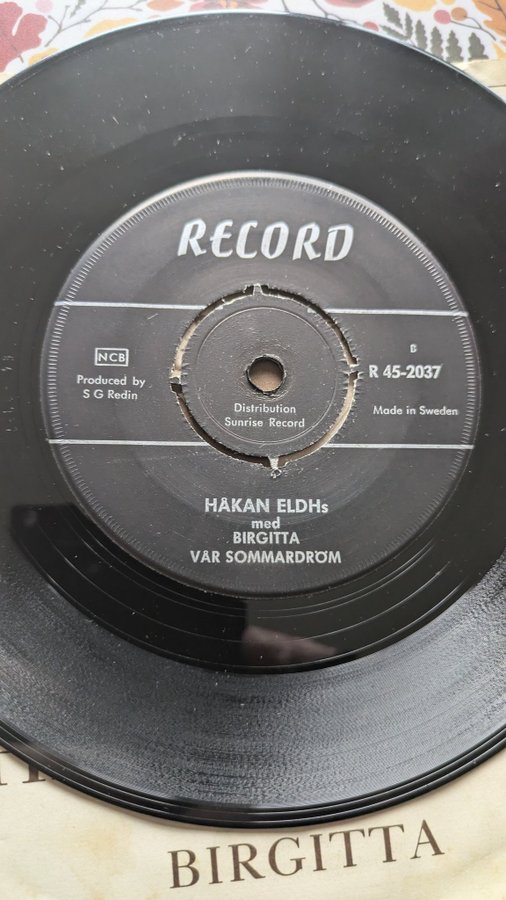 RECORD
NCB
Produced by
S G Redin
B
R 45-2037
Made in Sweden
Distribution
Sunrise Record
HÅKAN ELDHs
med
BIRGITTA
VÅR SOMMARDRÖM
BIRGITTA